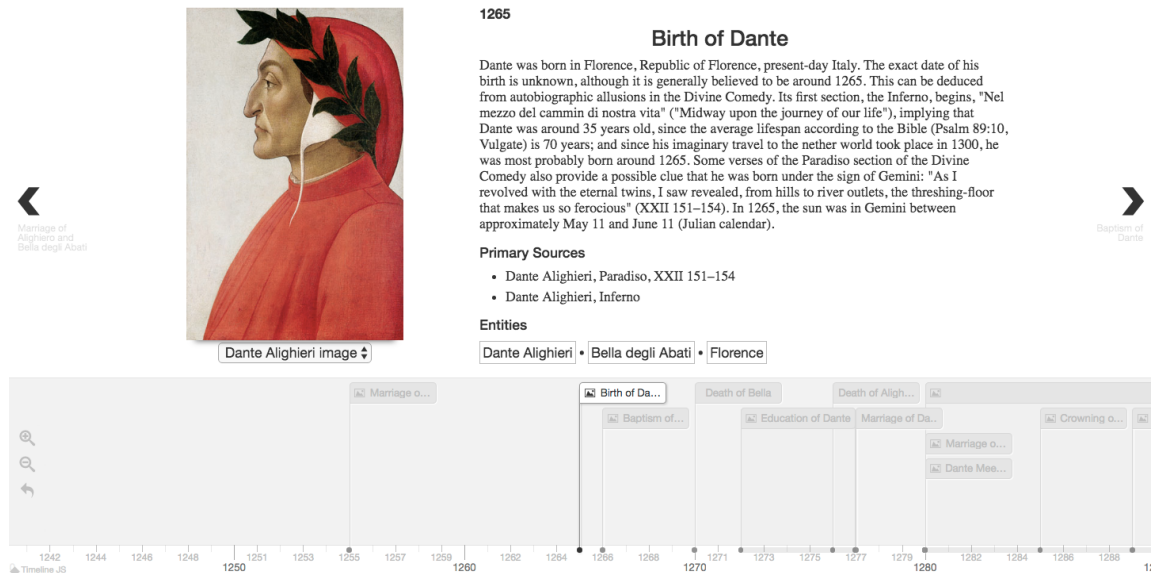 1265
Birth of Dante
Dante was born in Florence, Republic of Florence, present-day Italy. The exact date of his
birth is unknown, although it is generally believed to be around 1265. This can be deduced
from autobiographic allusions in the Divine Comedy. Its first section, the Inferno, begins, "Nel
mezzo del cammin di nostra vita" ("Midway upon the journey of our life"), implying that
Dante was around 35 years old, since the average lifespan according to the Bible (Psalm 89:10,
Vulgate) is 70 years; and since his imaginary travel to the nether world took place in 1300, he
was most probably born around 1265. Some verses of the Paradiso section of the Divine
Comedy also provide a possible clue that he was born under the sign of Gemini: "As I
revolved with the eternal twins, I saw revealed, from hills to river outlets, the threshing-floor
that makes us so ferocious" (XXII 151–154). In 1265, the sun was in Gemini between
approximately May 11 and June 11 (Julian calendar).
Marriage of
Alighiero and
Bella degli Abati
Baptism of
Dante
Primary Sources
• Dante Alighieri, Paradiso, XXII 151–154
• Dante Alighieri, Inferno
Entities
Dante Alighieri • Bella degli Abati • Florence
Dante Alighieri image
Marriage o...
Birth of Da...
Death of Bella
Death of Aligh...
Baptism of...
Education of Dante
Marriage of Da..
Crowning o...
Marriage o...
Dante Mee...
1242 1244 1246 1248 1251 1253 1255 1257 1259 1262 1264 1266 1268 1271 1273 1275 1277 1279 1282 1284 1286 1288
1250 1260 1270 1280
Timeline JS